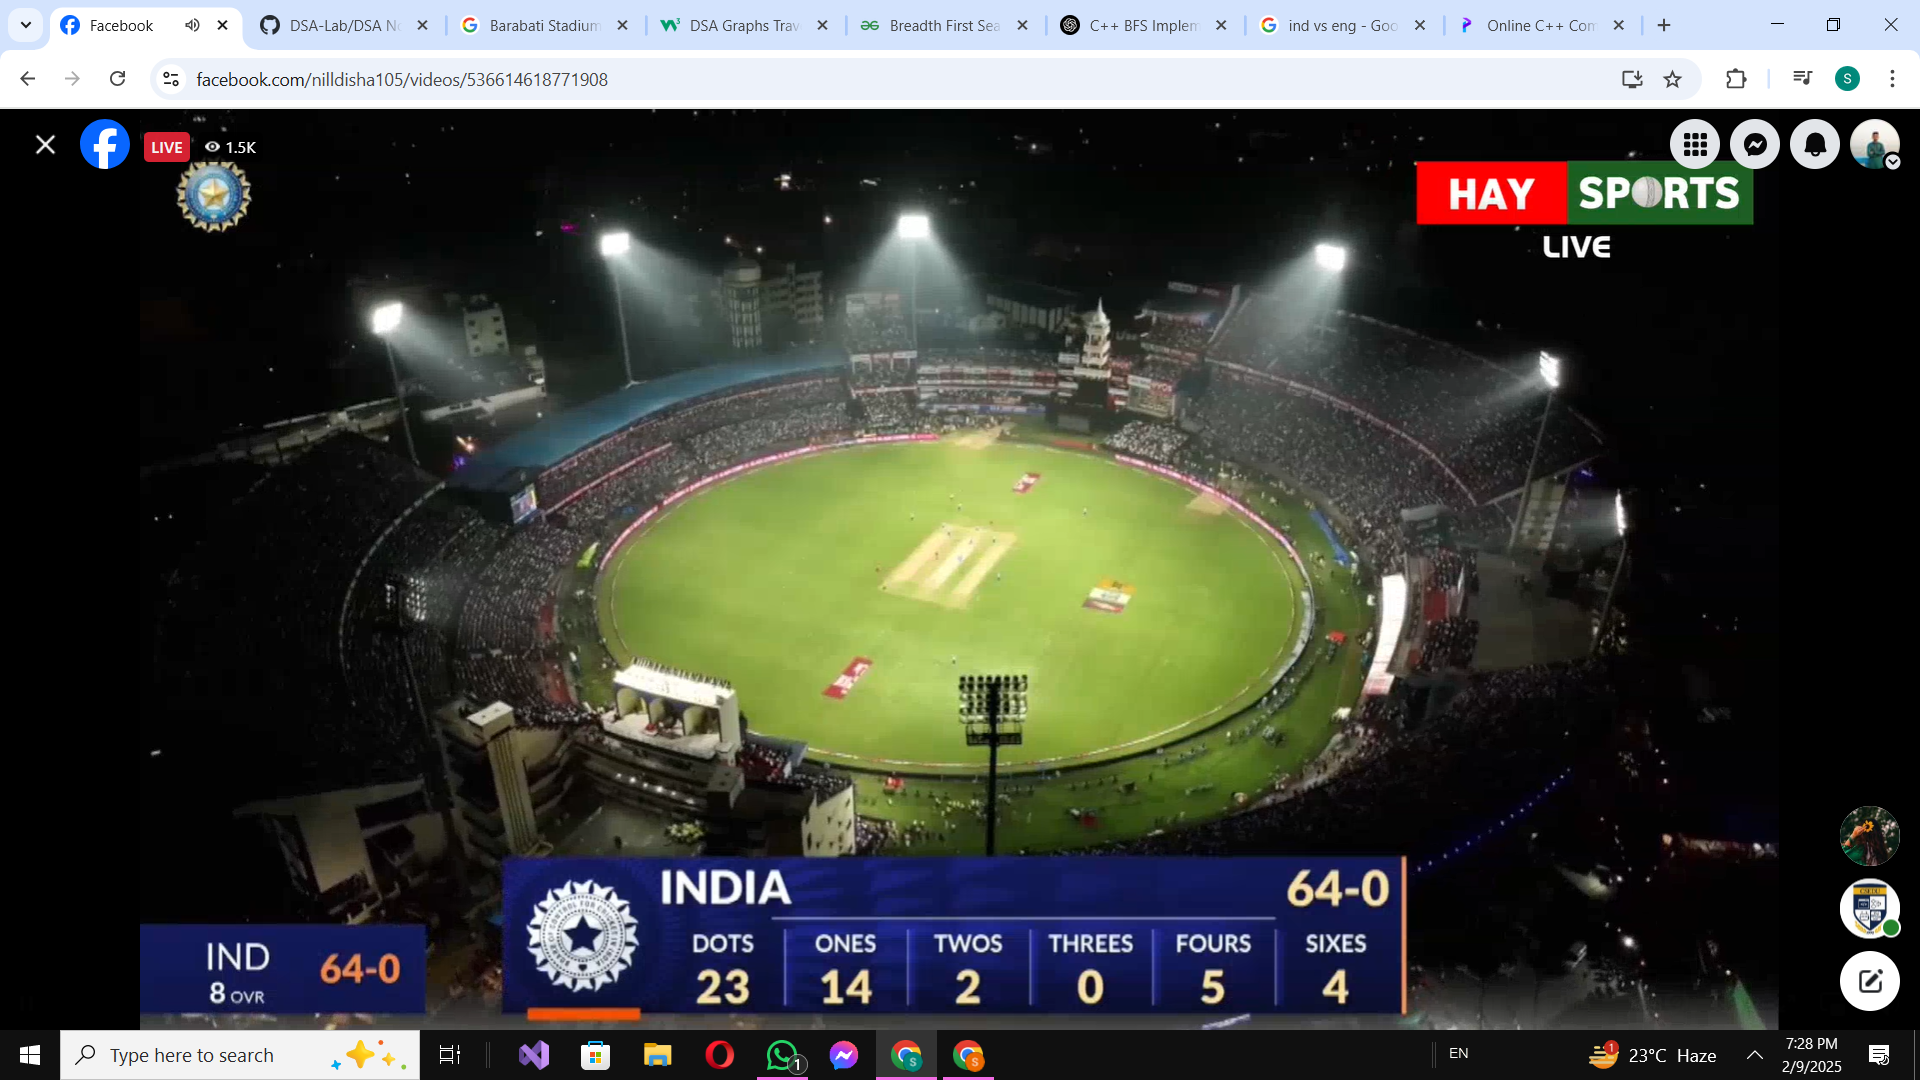 Facebook
DSA-Lab/DSA No
Barabati Stadium
DSA Graphs Trav
Breadth First Sea
C++ BFS Implem
ind vs eng - Goo
Online C++ Com
facebook.com/nilldisha105/videos/536614618771908
S
LIVE
1.5K
HAY SPORTS
LIVE
INDIA
64-0
DOTS ONES TWOS THREES FOURS SIXES
23 14 2 0 5 4
IND
64-0
8 OVR
Type here to search
1
S
S
EN
1
23°C Haze
7:28 PM
2/9/2025